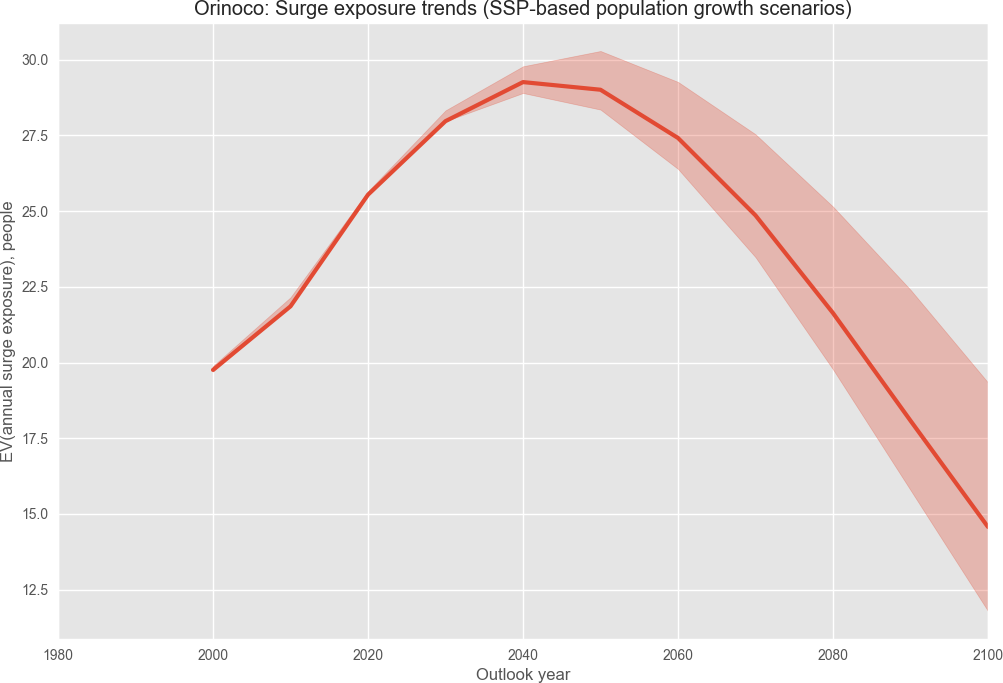 Orinoco: Surge exposure trends (SSP-based population growth scenarios)
EV(annual surge exposure), people
30.0
27.5
25.0
22.5
20.0
17.5
15.0
12.5
1980 2000 2020 2040 2060 2080 2100
Outlook year